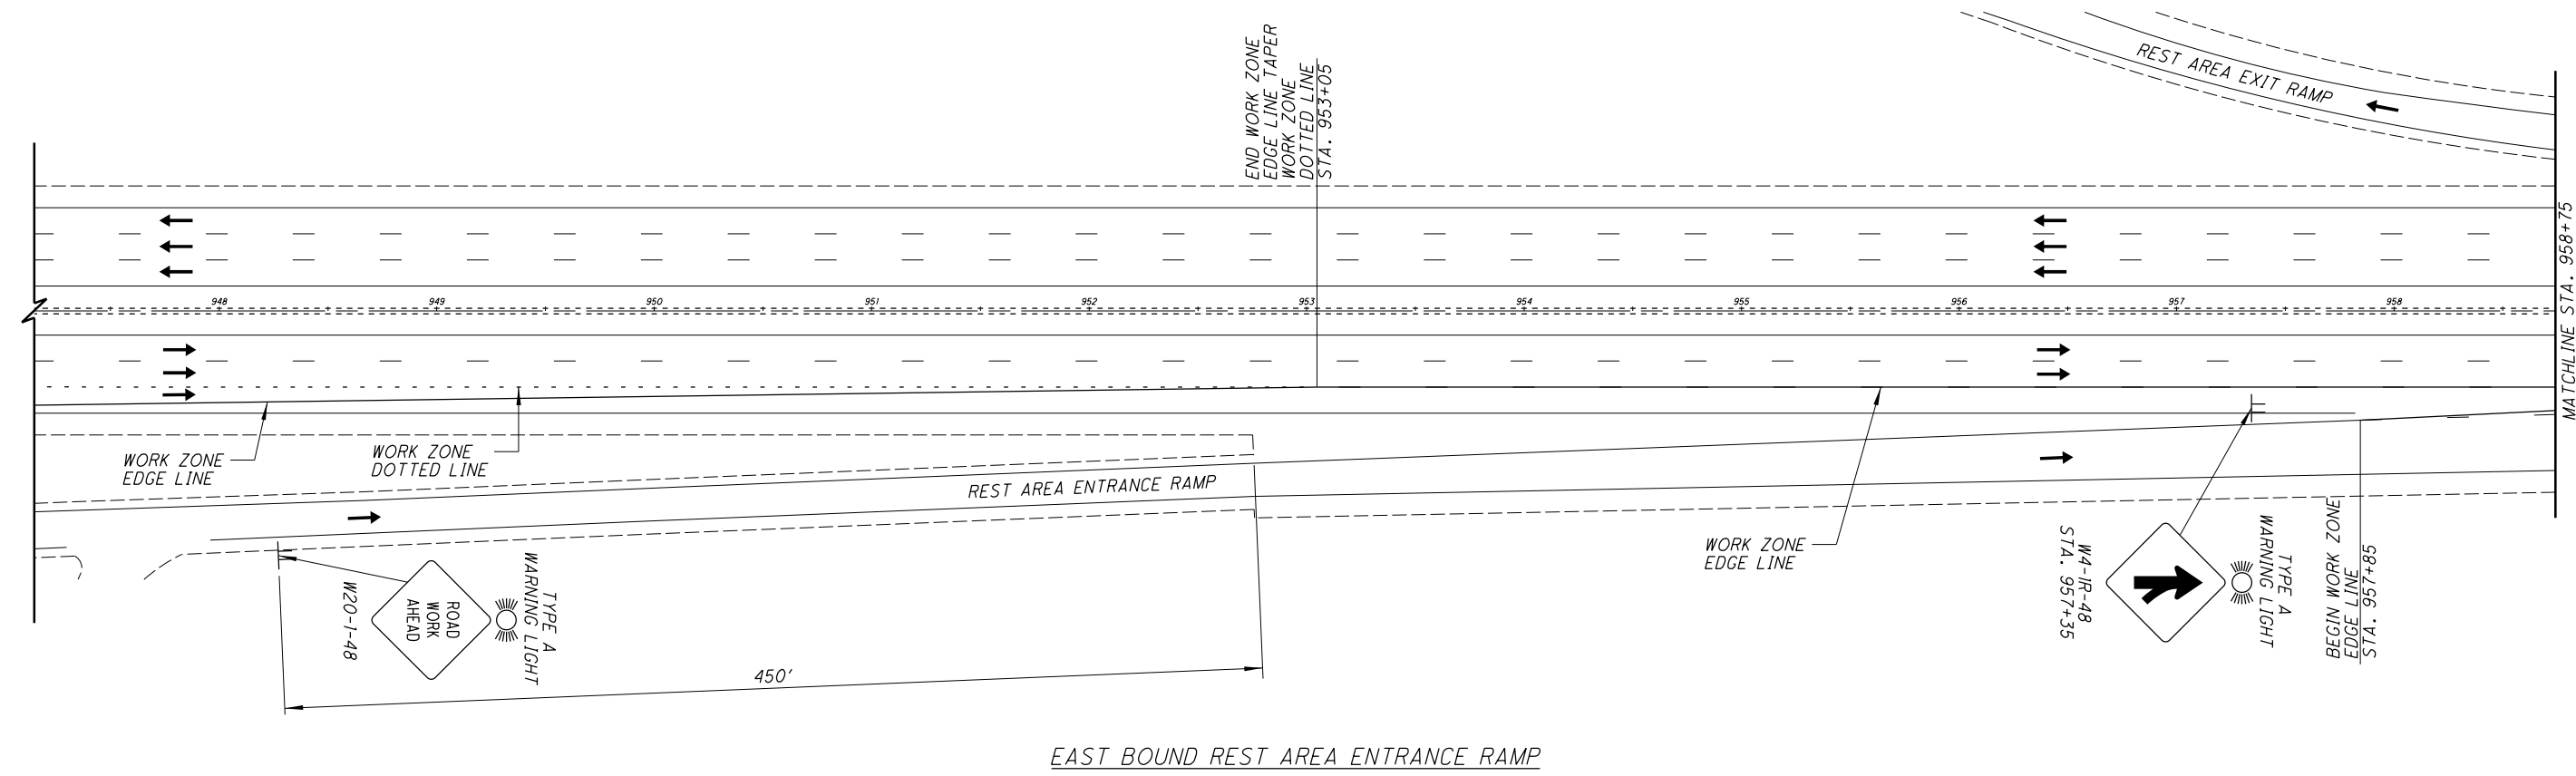 REST AREA EXIT RAMP
END WORK ZONE
EDGE LINE TAPER
WORK ZONE
DOTTED LINE
STA. 953+05
MATCHLINE STA. 958+75
948
949
950
951
952
953
954
955
956
957
958
WORK ZONE
EDGE LINE
WORK ZONE
DOTTED LINE
REST AREA ENTRANCE RAMP
WORK ZONE
EDGE LINE
W20-1-48
ROAD
WORK
AHEAD
TYPE A
WARNING LIGHT
W4-1R-48
STA. 957+35
TYPE A
WARNING LIGHT
BEGIN WORK ZONE
EDGE LINE
STA. 957+85
450'
EAST BOUND REST AREA ENTRANCE RAMP